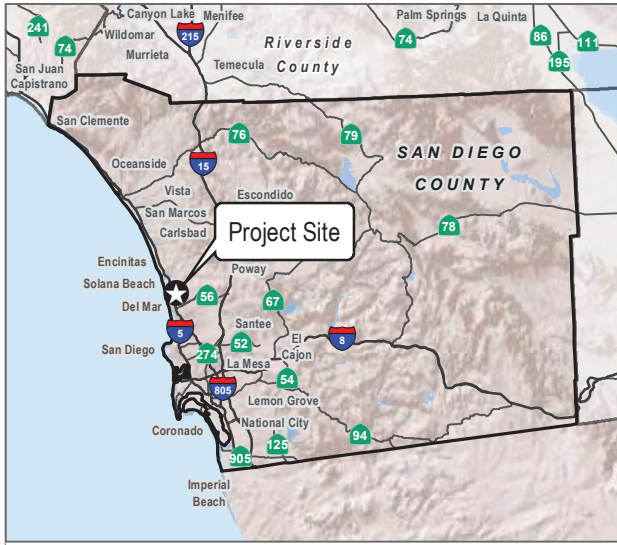 Canyon Lake
Menifee
Palm Springs
La Quinta
241
Wildomar
215
86
74
Murrieta
Riverside
County
74
111
San Juan
Capistrano
Temecula
195
San Clemente
76
79
SAN DIEGO
COUNTY
Oceanside
15
Vista
Escondido
San Marcos
Carlsbad
78
Project Site
Encinitas
Solana Beach
Poway
Del Mar
56
67
5
Santee
El
Cajon
8
San Diego
274
52
La Mesa
805
54
Lemon Grove
Coronado
National City
94
125
905
Imperial
Beach